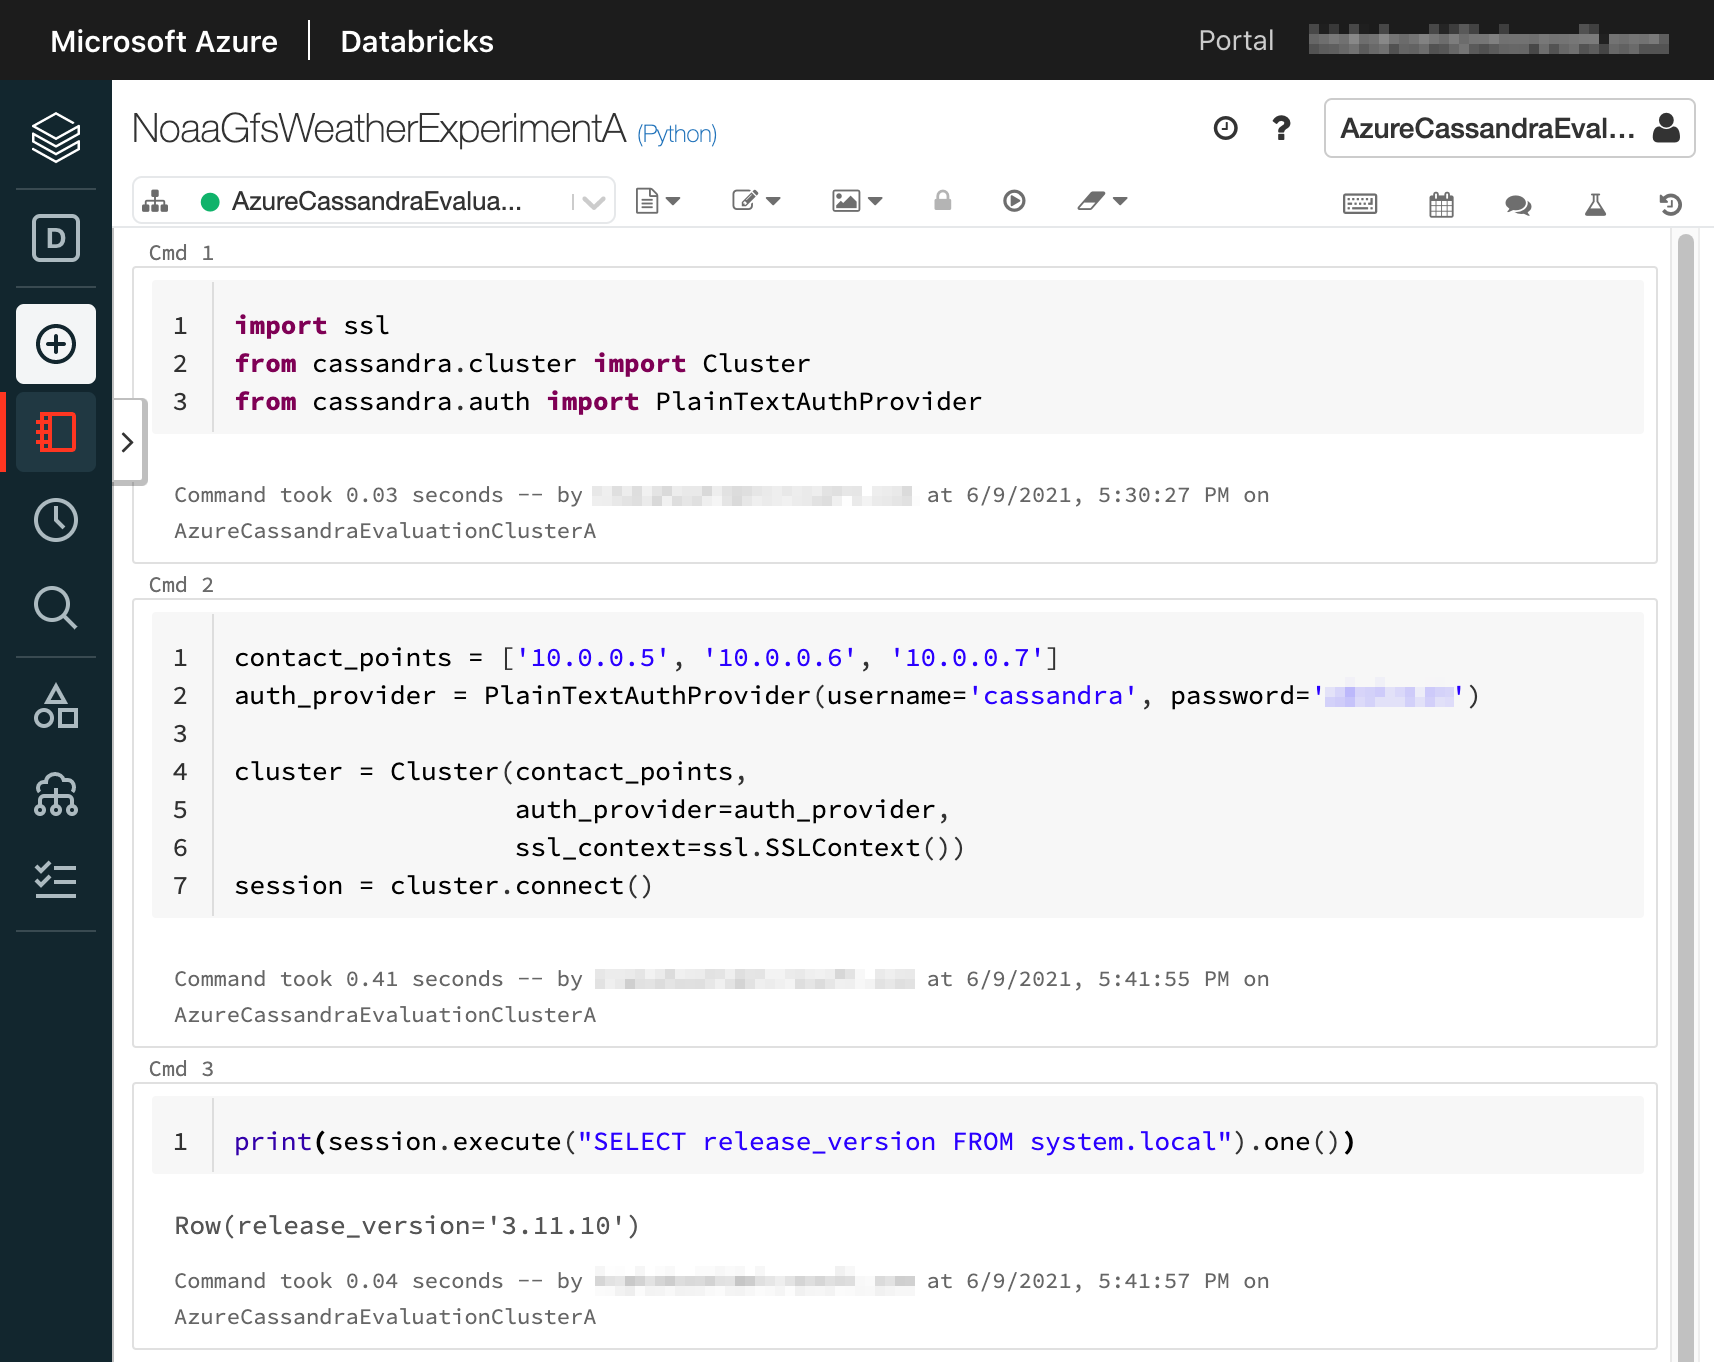 Microsoft Azure | Databricks
Portal
NoaaGfsWeatherExperimentA (Python)
?
AzureCassandraEval...
AzureCassandraEvalua...
D
Cmd 1
1 import ssl
2 from cassandra.cluster import Cluster
3 from cassandra.auth import PlainTextAuthProvider
Command took 0.03 seconds -- by at 6/9/2021, 5:30:27 PM on
AzureCassandraEvaluationClusterA
Cmd 2
1 contact_points = ['10.0.0.5', '10.0.0.6', '10.0.0.7']
2 auth_provider = PlainTextAuthProvider(username='cassandra', password='')
3
4 cluster = Cluster(contact_points,
5 auth_provider=auth_provider,
6 ssl_context=ssl.SSLContext())
7 session = cluster.connect()
Command took 0.41 seconds -- by at 6/9/2021, 5:41:55 PM on
AzureCassandraEvaluationClusterA
Cmd 3
1 print(session.execute("SELECT release_version FROM system.local").one())
Row(release_version='3.11.10')
Command took 0.04 seconds -- by at 6/9/2021, 5:41:57 PM on
AzureCassandraEvaluationClusterA